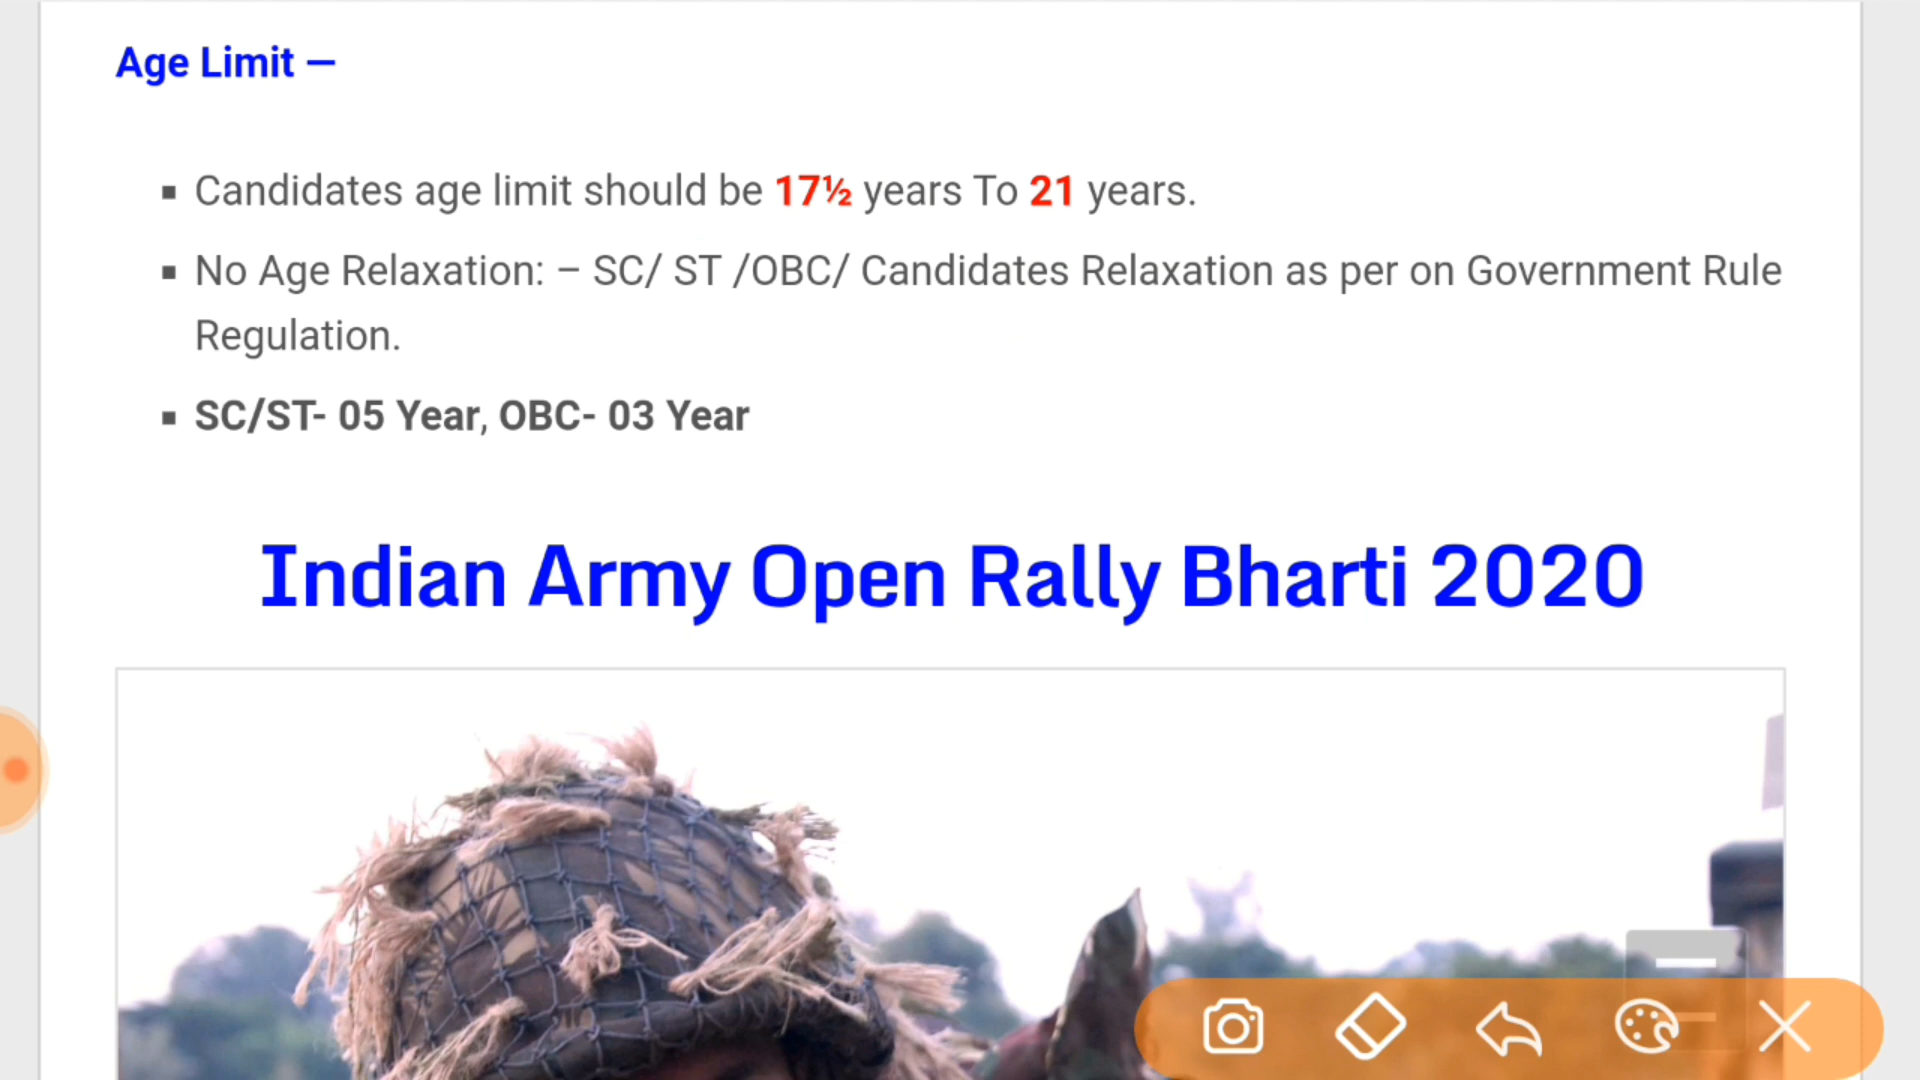 Age Limit —
Candidates age limit should be 17½ years To 21 years.
No Age Relaxation: – SC/ ST /OBC/ Candidates Relaxation as per on Government Rule
Regulation.
SC/ST- 05 Year, OBC- 03 Year
Indian Army Open Rally Bharti 2020